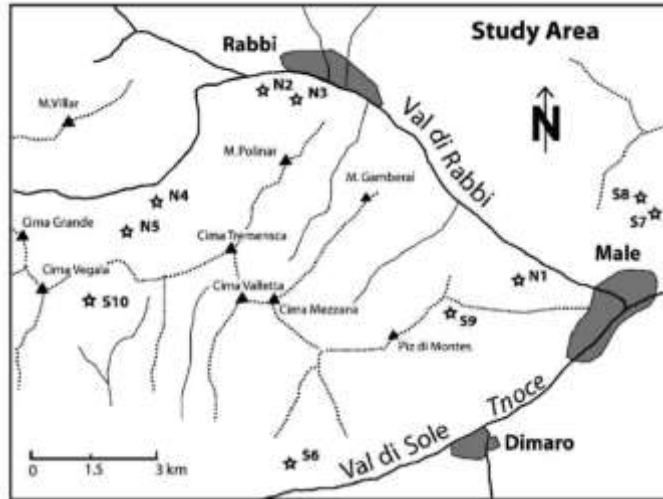 Study Area
Rabbi
N2
N3
M.Villar
N
M.Polinar
Val di Rabbi
M. Gamberai
S8
S7
N4
Cima Grande
N5
Cima Tremensca
Male
Cima Vegaia
N1
S10
Cima Valletta
Cima Mezzana
S9
Piz di Montes
Tnoce
Val di Sole
Dimaro
S6
0 1.5 3 km